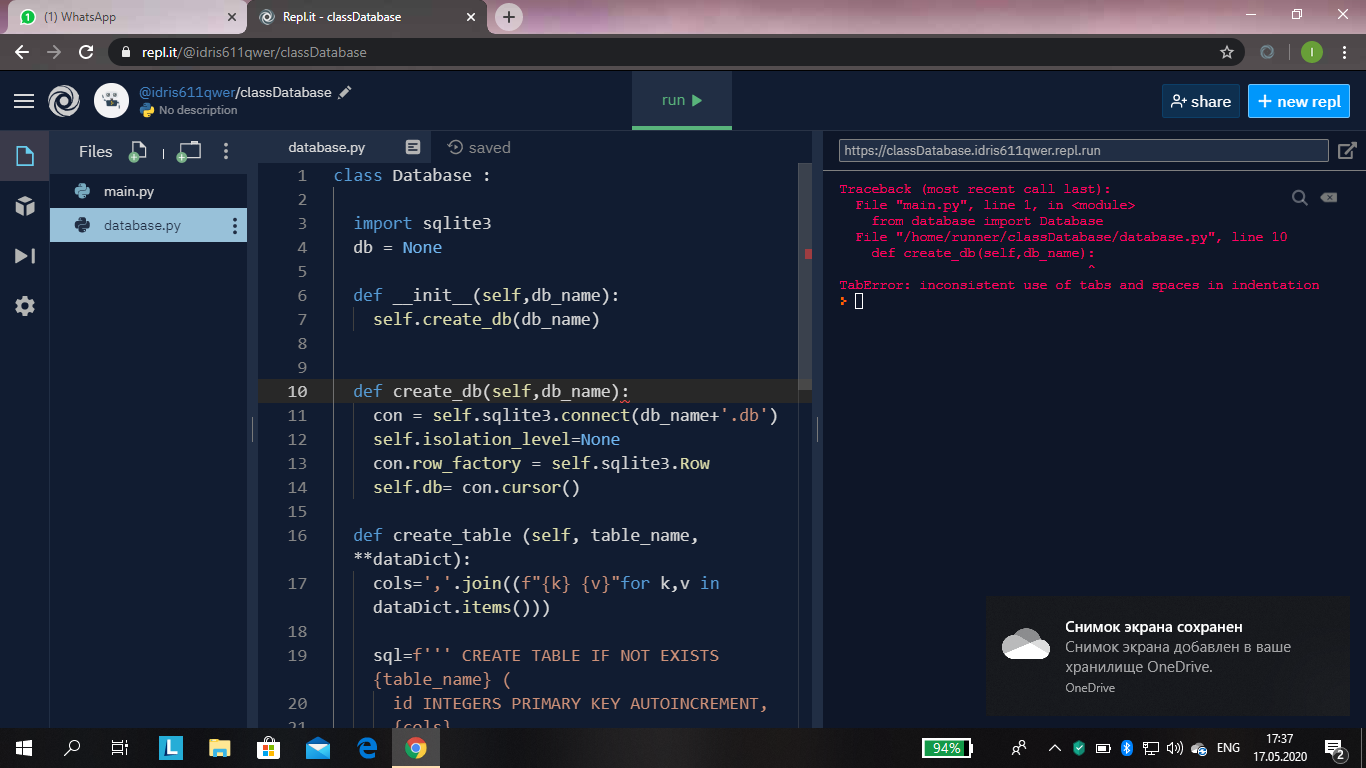 (1) WhatsApp
Repl.it - classDatabase
repl.it/@idris611qwer/classDatabase
I
@idris611qwer/classDatabase
No description
run
share
+ new repl
Files
database.py
saved
https://classDatabase.idris611qwer.repl.run
main.py
database.py
1 class Database :
2
3 import sqlite3
4 db = None
5
6 def __init__(self,db_name):
7 self.create_db(db_name)
8
9
10 def create_db(self,db_name):
11 con = self.sqlite3.connect(db_name+'.db')
12 self.isolation_level=None
13 con.row_factory = self.sqlite3.Row
14 self.db= con.cursor()
15
16 def create_table (self, table_name,
**dataDict):
17 cols=','.join((f"{k} {v}"for k,v in
dataDict.items()))
18
19 sql=f''' CREATE TABLE IF NOT EXISTS
{table_name} (
20 id INTEGERS PRIMARY KEY AUTOINCREMENT,
21 {cols}
Traceback (most recent call last):
File "main.py", line 1, in <module>
from database import Database
File "/home/runner/classDatabase/database.py", line 10
def create_db(self,db_name):
^
TabError: inconsistent use of tabs and spaces in indentation
>
Снимок экрана сохранен
Снимок экрана добавлен в ваше
хранилище OneDrive.
OneDrive
L
94%
ENG
17:37
17.05.2020
2